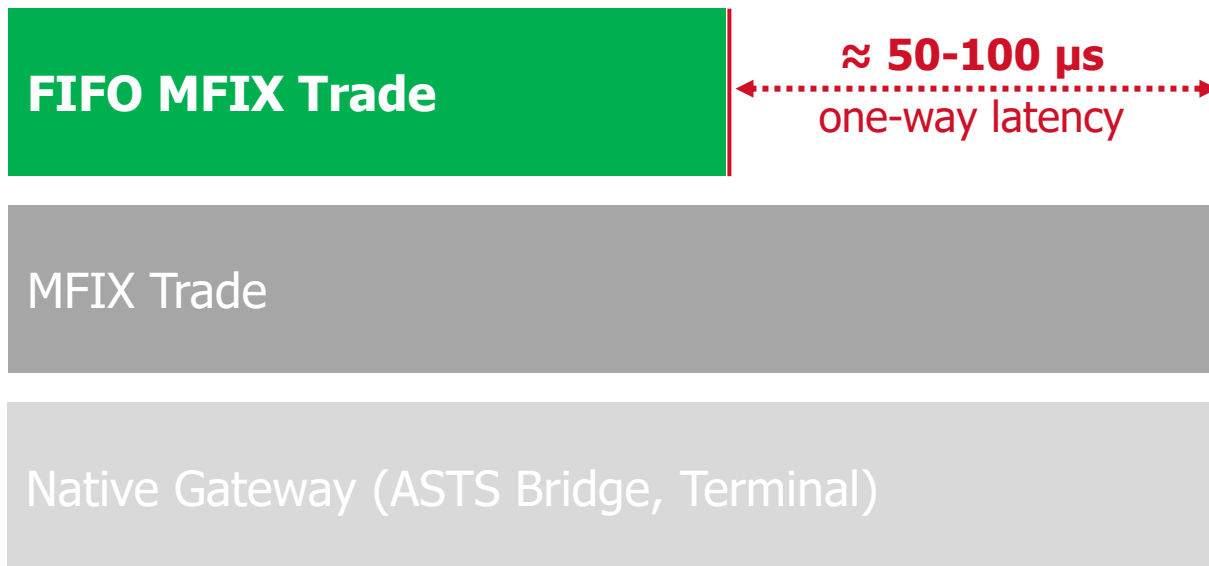 FIFO MFIX Trade
≈ 50-100 µs
one-way latency
MFIX Trade
Native Gateway (ASTS Bridge, Terminal)